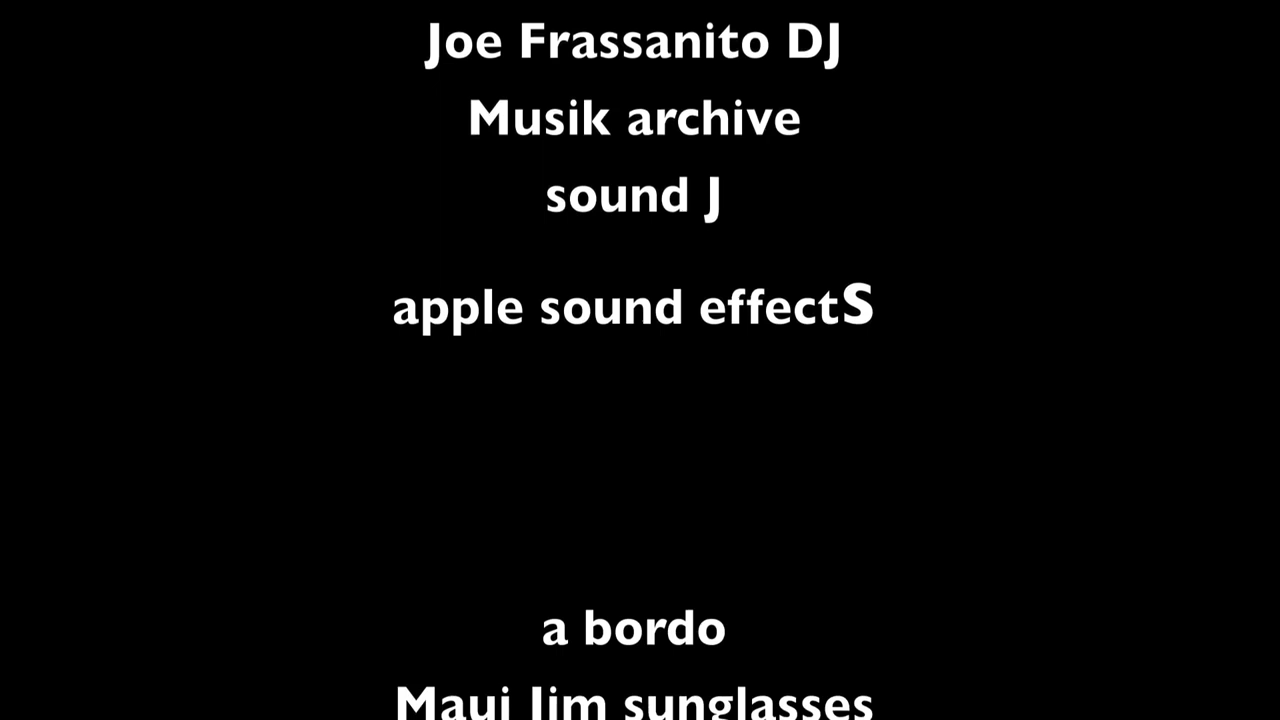 Joe Frassanito DJ
Musik archive
sound J
apple sound effectS
a bordo
Maui Jim sunglasses